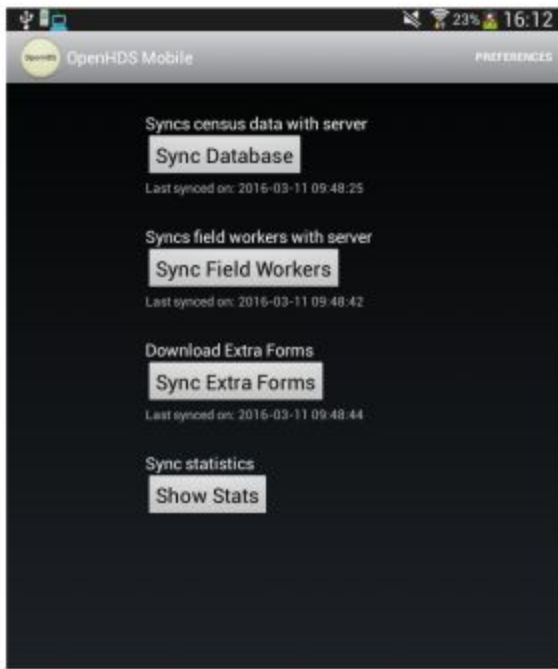 23% 16:12
OpenHDS OpenHDS Mobile PREFERENCES
Syncs census data with server
Sync Database
Last synced on: 2016-03-11 09:48:25
Syncs field workers with server
Sync Field Workers
Last synced on: 2016-03-11 09:48:42
Download Extra Forms
Sync Extra Forms
Last synced on: 2016-03-11 09:48:44
Sync statistics
Show Stats